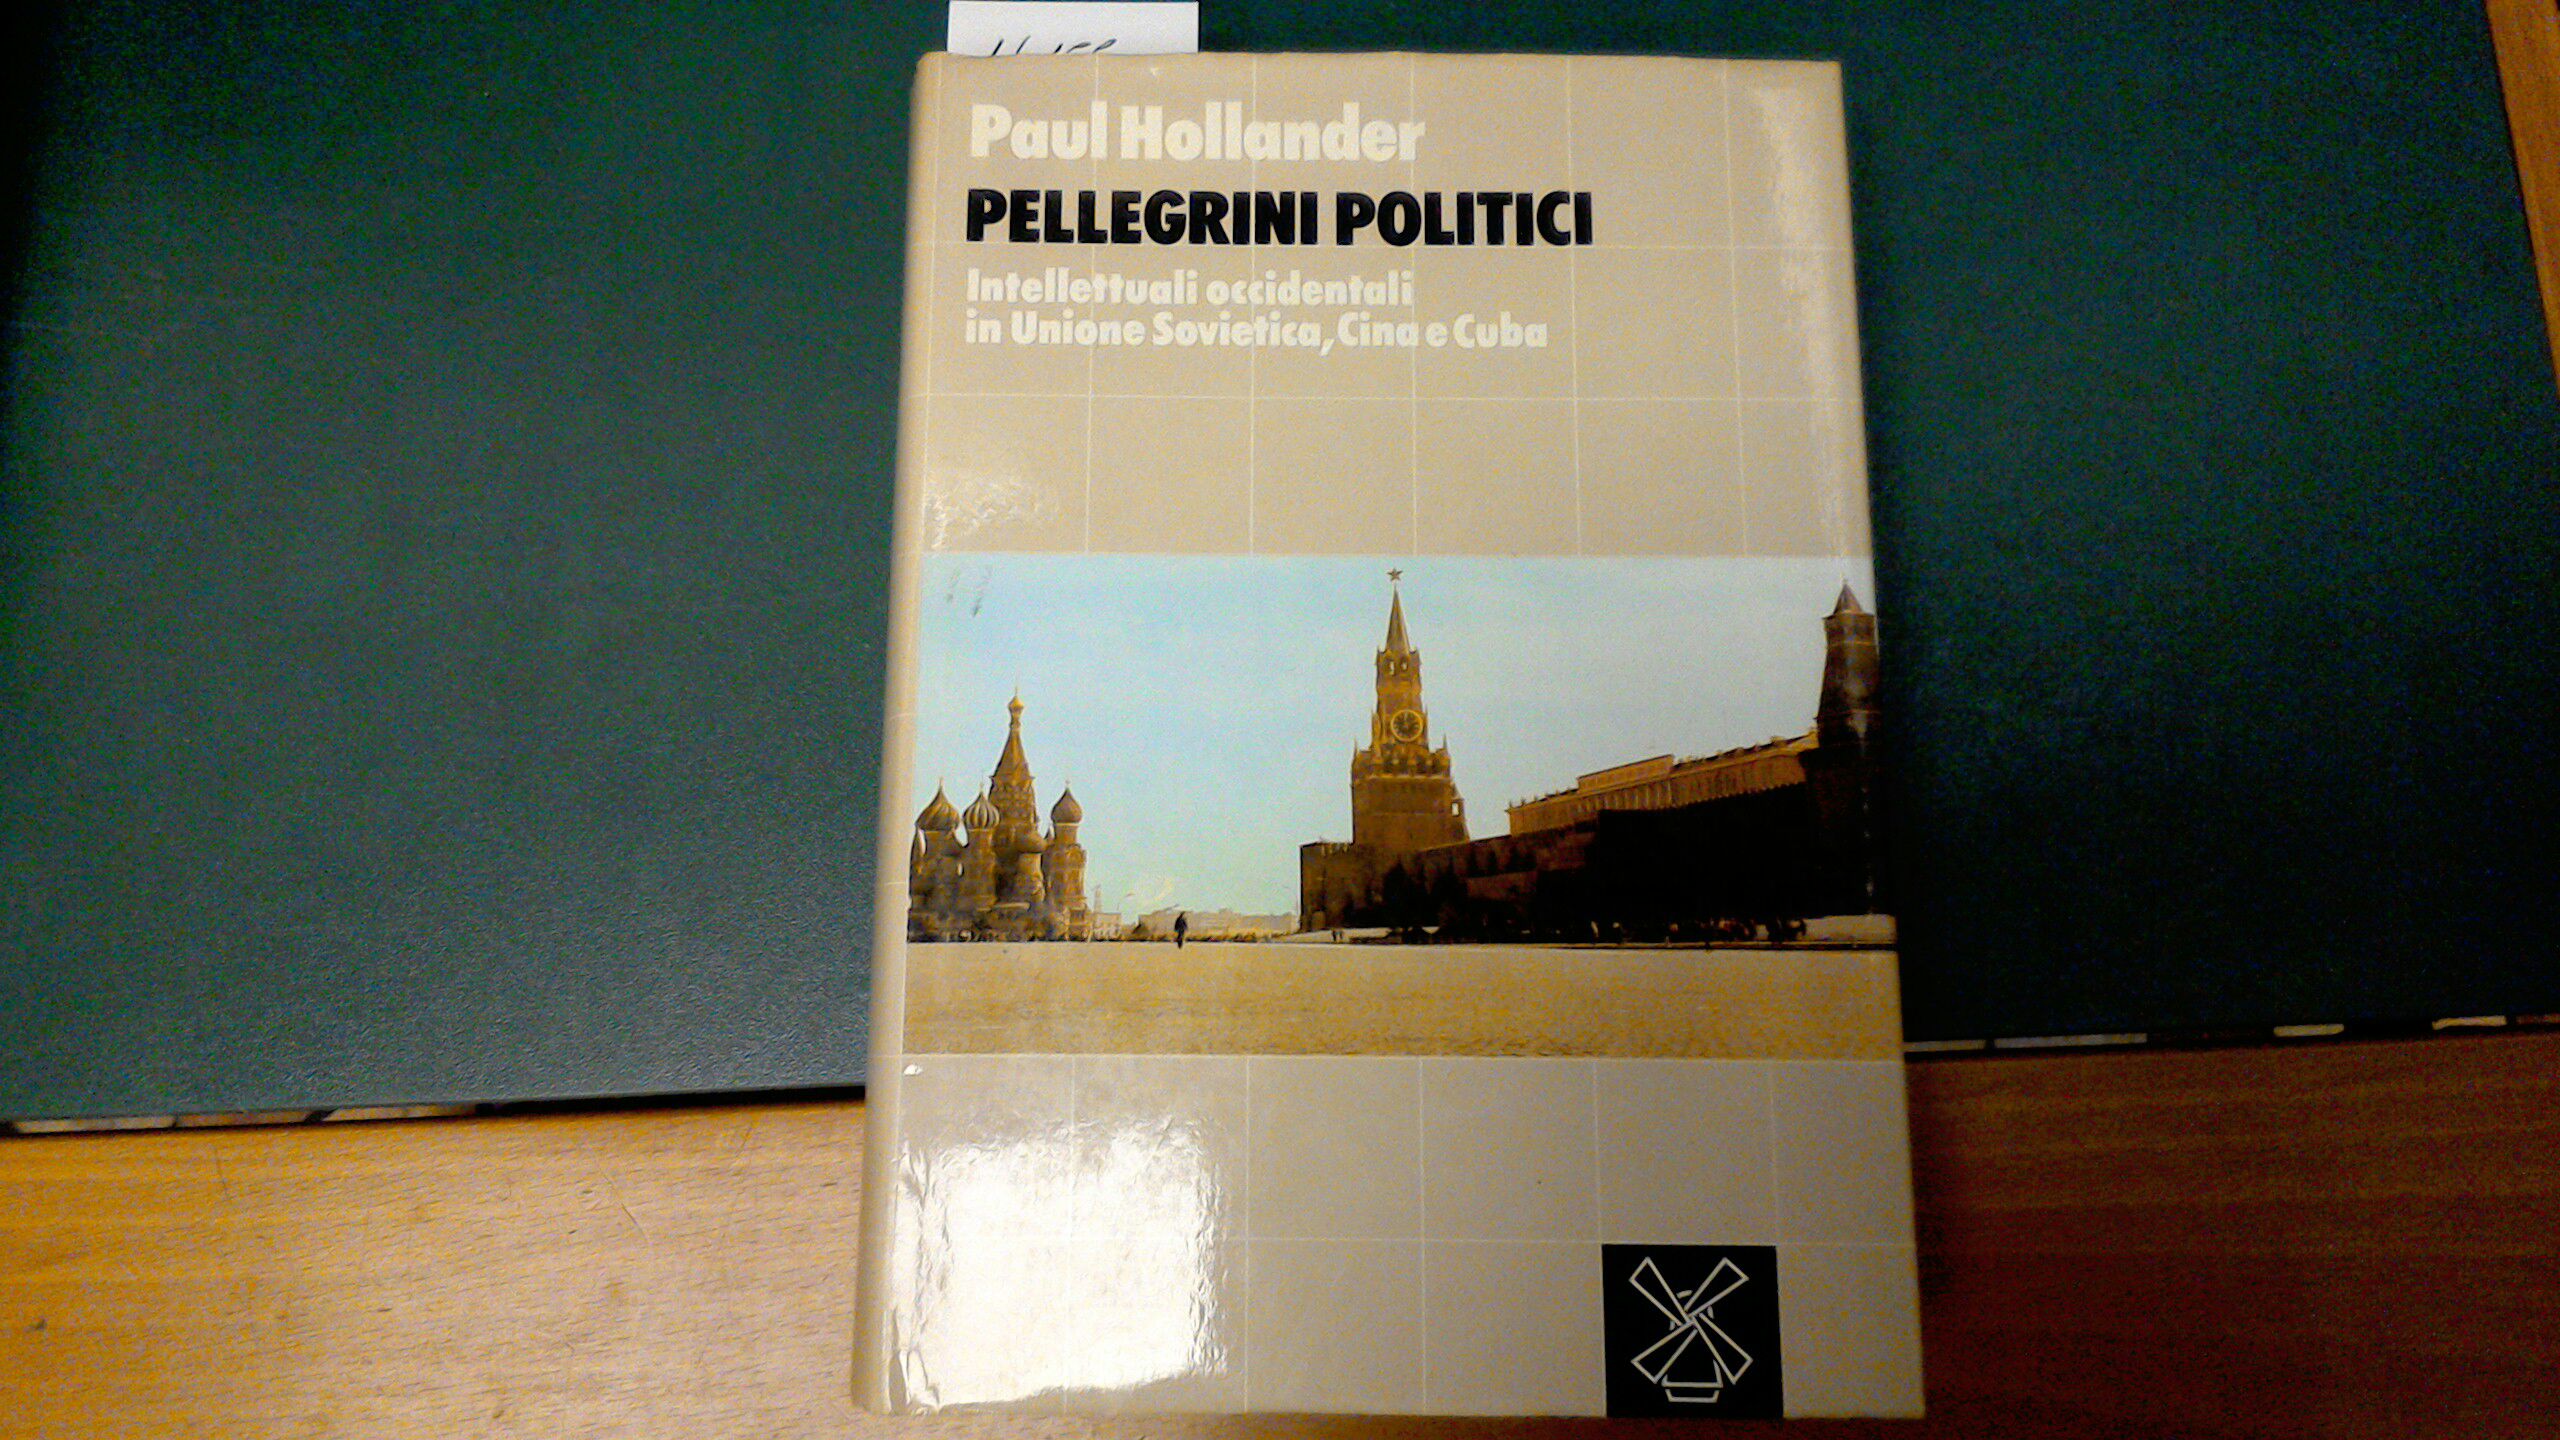 Paul Hollander
PELLEGRINI POLITICI
Intellettuali occidentali
in Unione Sovietica, Cina e Cuba